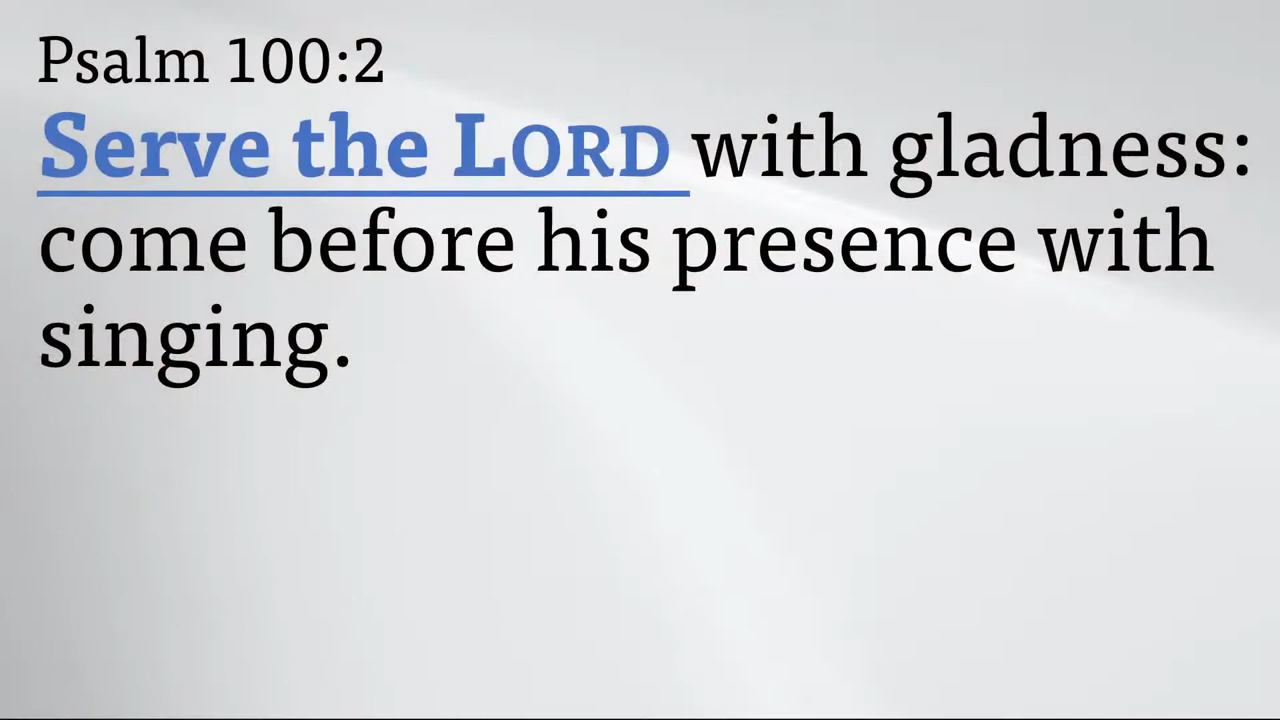 Psalm 100:2
Serve the LORD with gladness:
come before his presence with
singing.